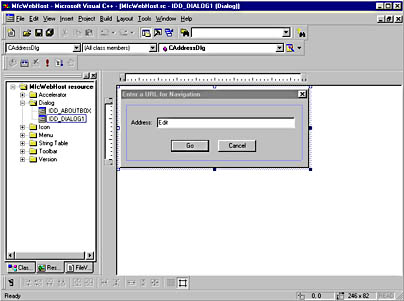 MfcWebHost - Microsoft Visual C++ - [MfcWebHost.rc - IDD_DIALOG1 (Dialog)]
File Edit View Insert Project Build Layout Tools Window Help
CAddressDlg (All class members) CAddressDlg
MfcWebHost resource
Accelerator
Dialog
IDD_ABOUTBOX
IDD_DIALOG1
Icon
Menu
String Table
Toolbar
Version
Enter a URL for Navigation
Address: Edit
Go Cancel
Clas... Res... FileV...
Ready 0, 0 246 x 82 READ